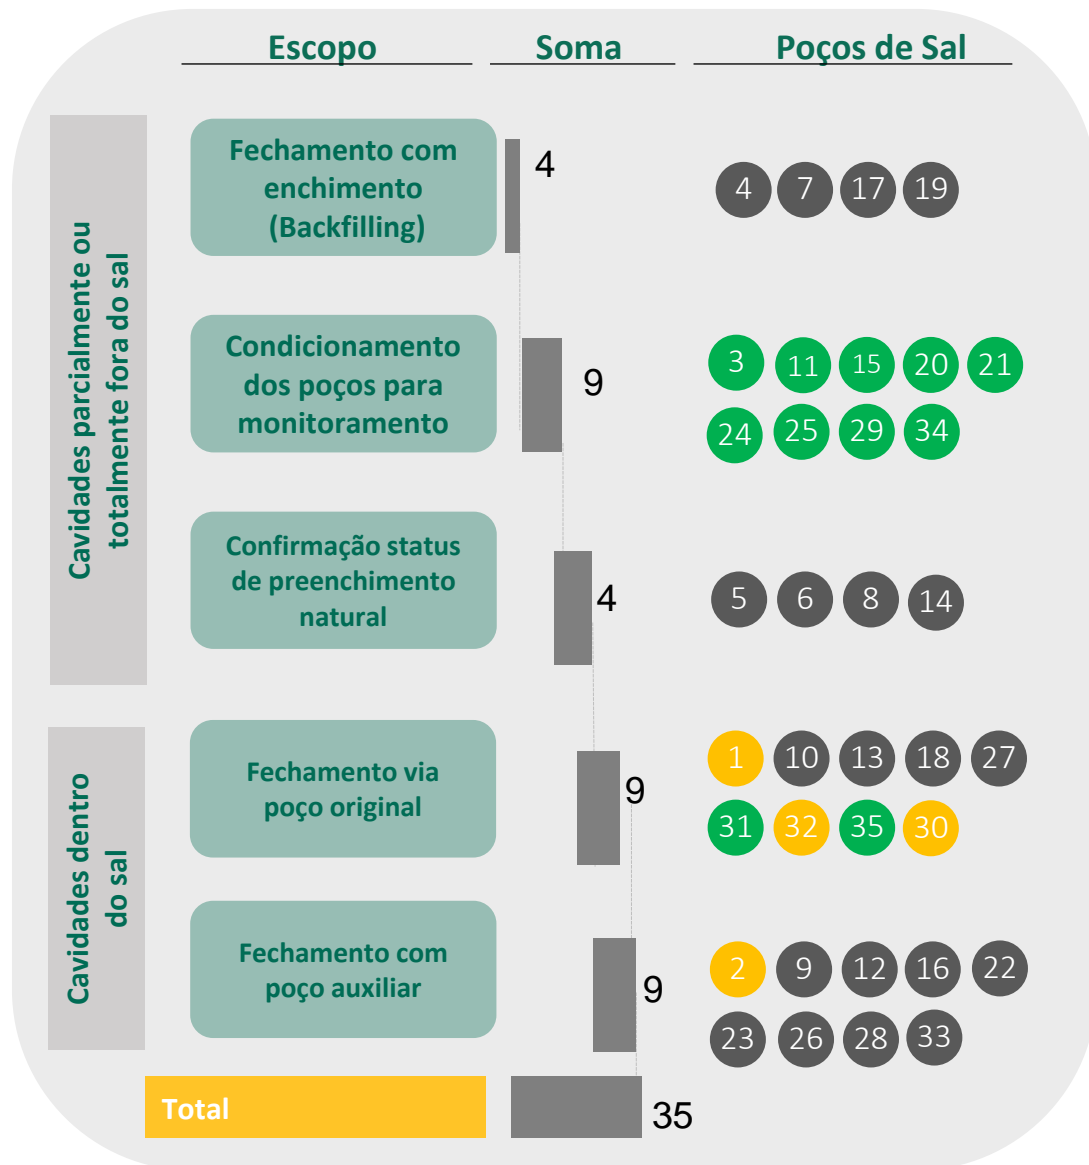 Escopo Soma Poços de Sal
Cavidades parcialmente ou
totalmente fora do sal
Fechamento com
enchimento
(Backfilling)
4
4 7 17 19
Condicionamento
dos poços para
monitoramento
9
3 11 15 20 21
24 25 29 34
Confirmação status
de preenchimento
natural
4
5 6 8 14
Cavidades dentro
do sal
Fechamento via
poço original
9
1 10 13 18 27
31 32 35 30
Fechamento com
poço auxiliar
9
2 9 12 16 22
23 26 28 33
Total 35